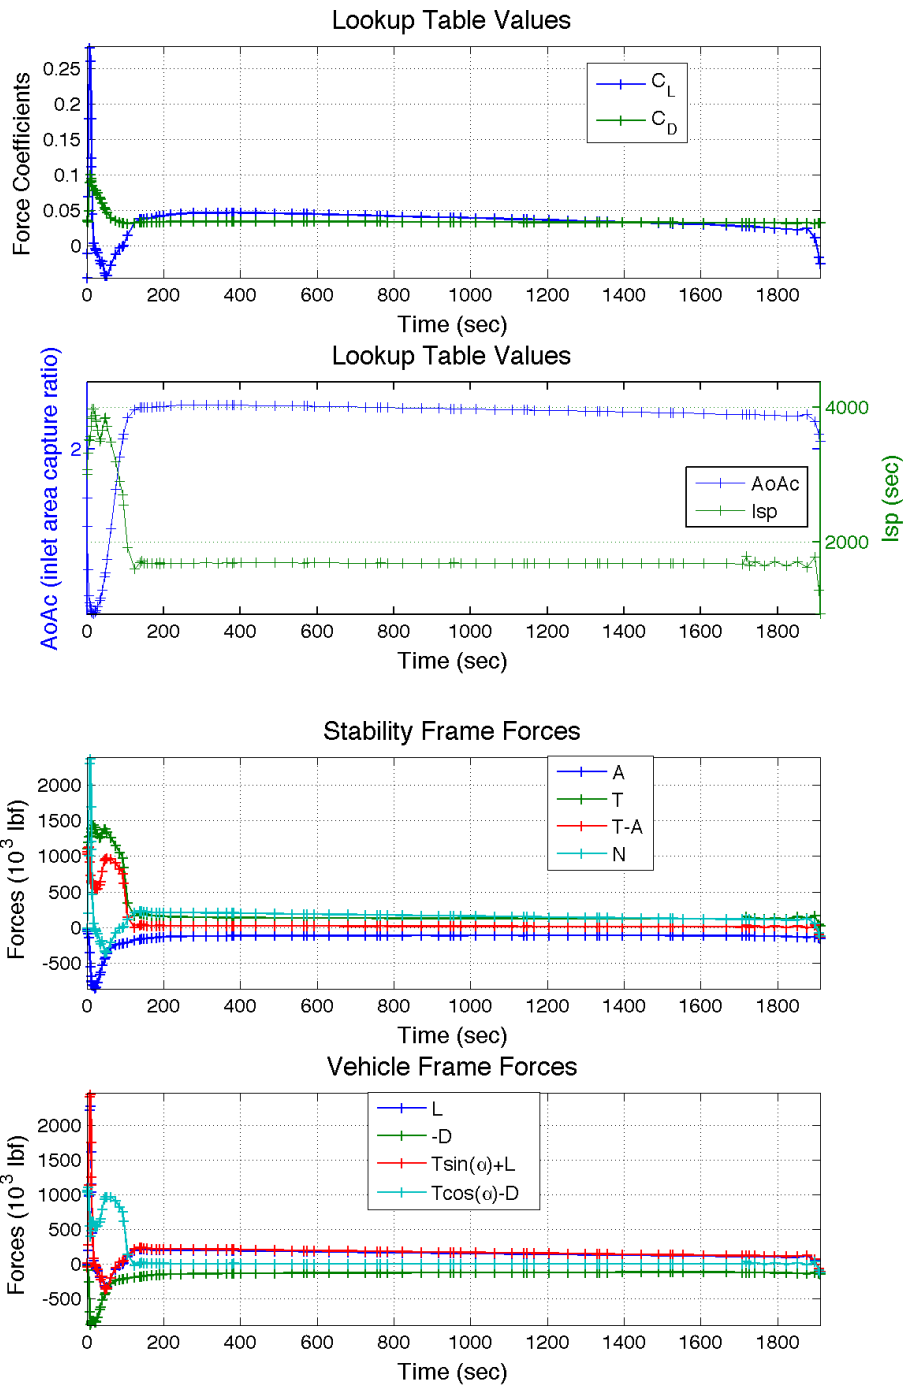 Lookup Table Values
Force Coefficients
0.25
0.2
0.15
0.1
0.05
0
C_L
C_D
0 200 400 600 800 1000 1200 1400 1600 1800
Time (sec)
Lookup Table Values
AoAc (inlet area capture ratio)
2
AoAc
Isp
4000
2000
Isp (sec)
0 200 400 600 800 1000 1200 1400 1600 1800
Time (sec)
Stability Frame Forces
Forces (10^3 lbf)
2000
1500
1000
500
0
-500
A
T
T-A
N
0 200 400 600 800 1000 1200 1400 1600 1800
Time (sec)
Vehicle Frame Forces
Forces (10^3 lbf)
2000
1500
1000
500
0
-500
L
-D
Tsin(α)+L
Tcos(α)-D
0 200 400 600 800 1000 1200 1400 1600 1800
Time (sec)